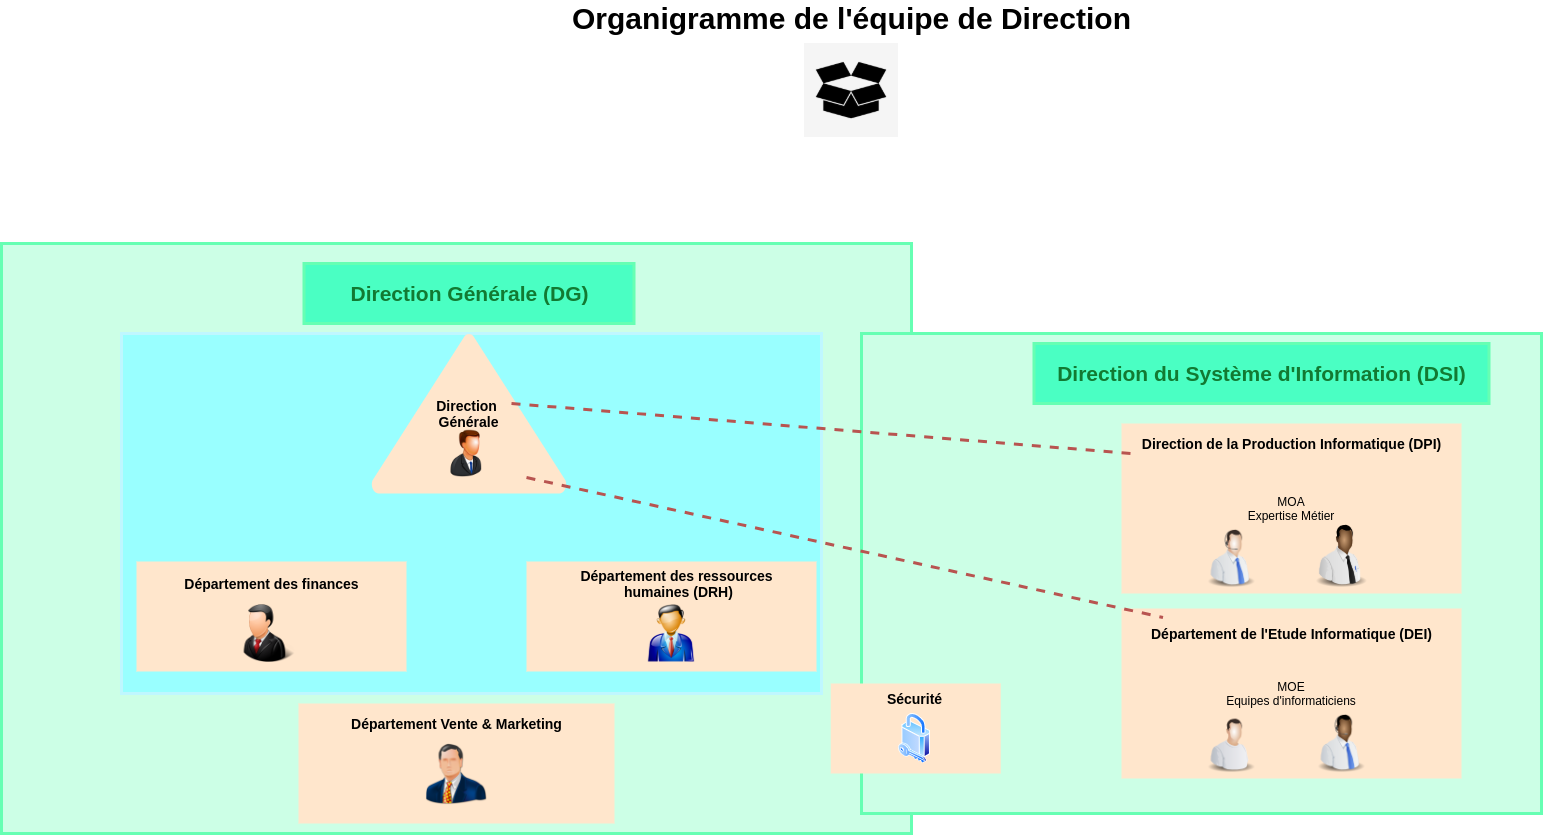 Organigramme de l'équipe de Direction
Direction Générale (DG)
Direction
Générale
Département des finances
Département des ressources
humaines (DRH)
Département Vente & Marketing
Sécurité
Direction du Système d'Information (DSI)
Direction de la Production Informatique (DPI)
MOA
Expertise Métier
Département de l'Etude Informatique (DEI)
MOE
Equipes d'informaticiens